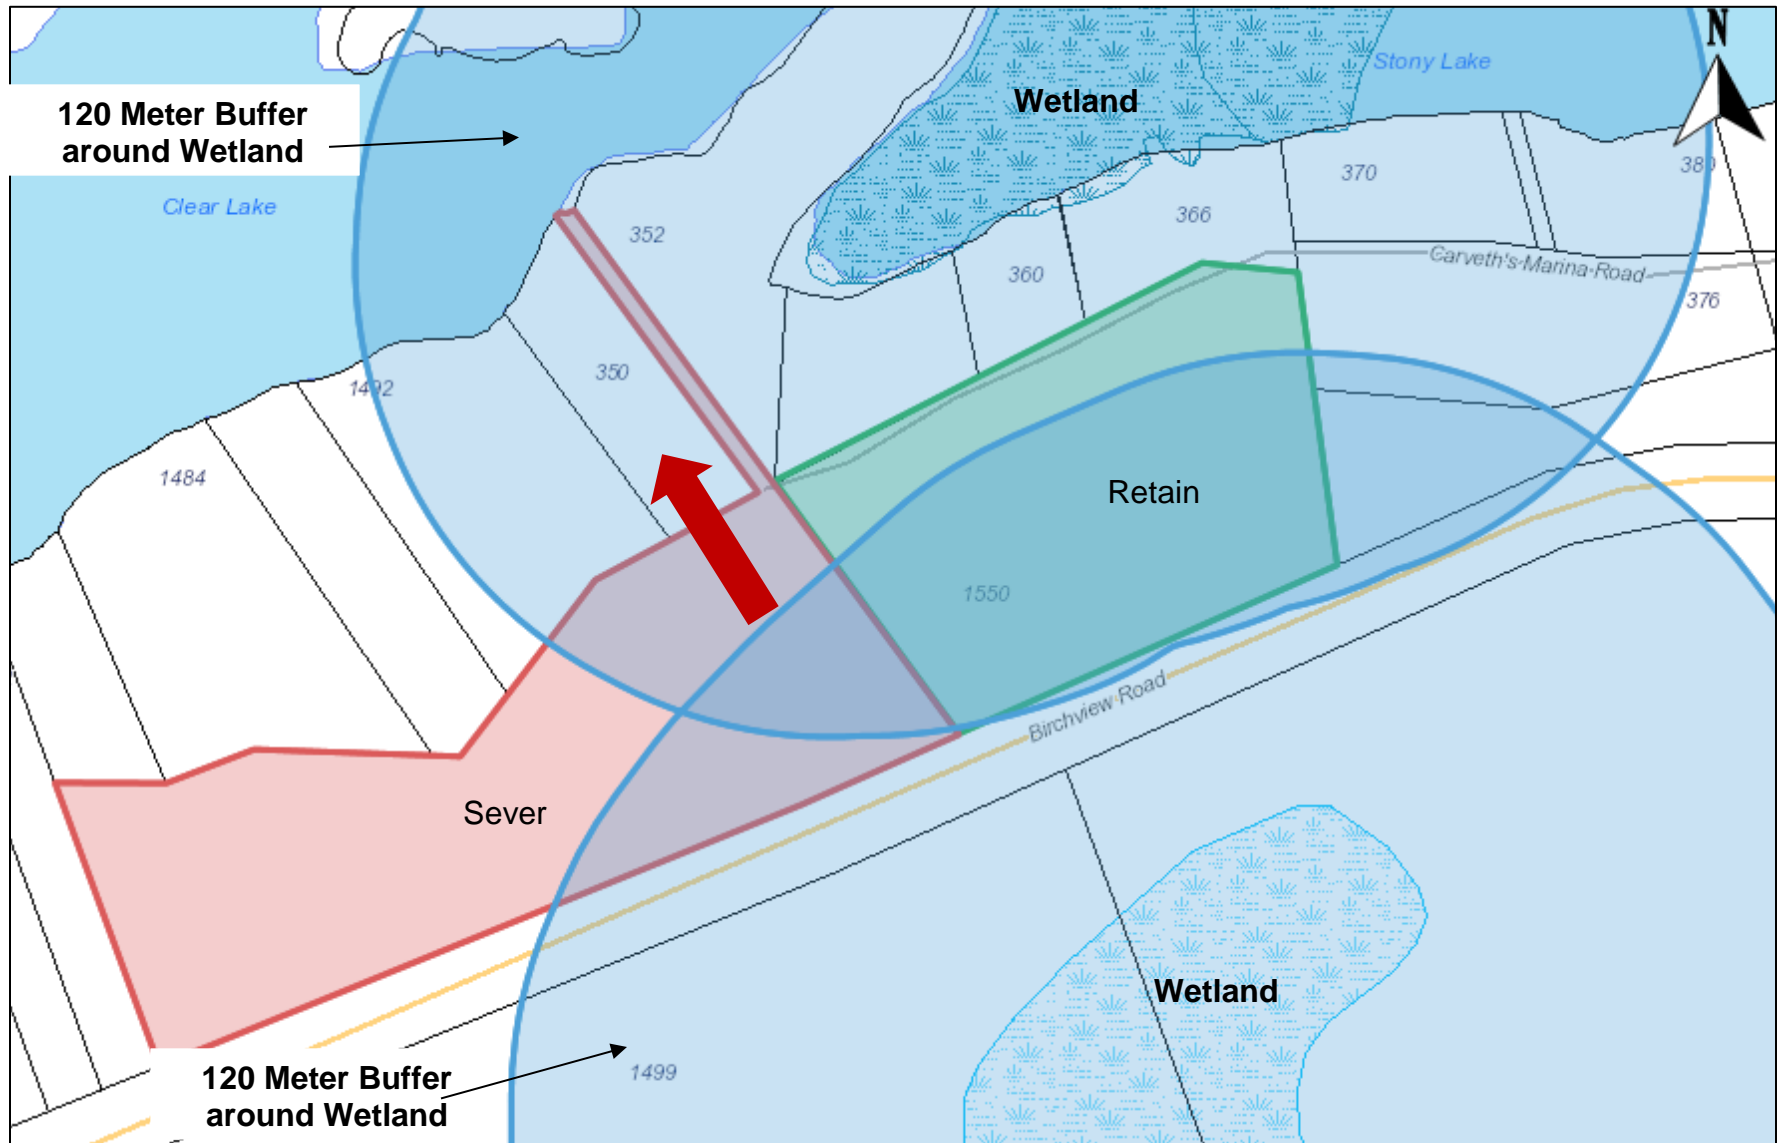 N
Stony Lake
120 Meter Buffer
around Wetland
Wetland
Clear Lake
352
366
370
380
360
Carveth's Marina Road
376
350
1492
1484
Retain
1550
Birchview Road
Sever
Wetland
120 Meter Buffer
around Wetland
1499